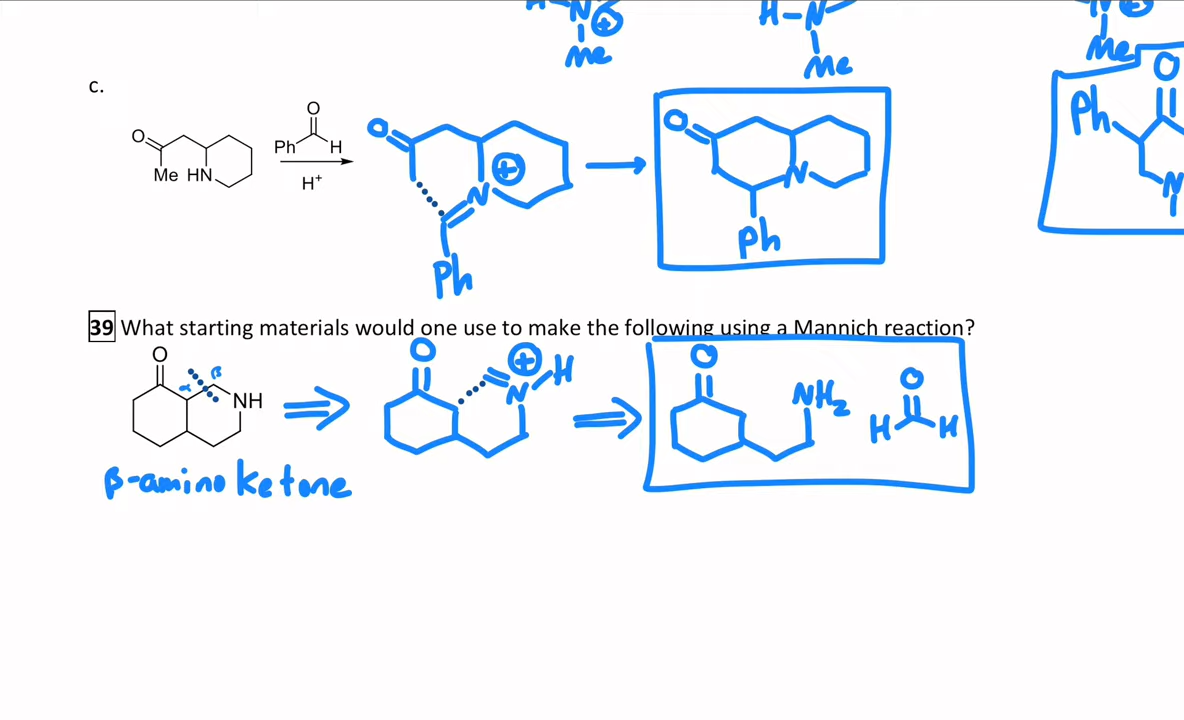 H-N⊕ H-N N⊕
Me Me Me
O
c.
O O O O Ph
Ph H
Me HN H⁺ N⊕ N N
Ph Ph
39 What starting materials would one use to make the following using a Mannich reaction?
O O ⊕ H O O
α β NH N NH₂ H H
β-amino ketone